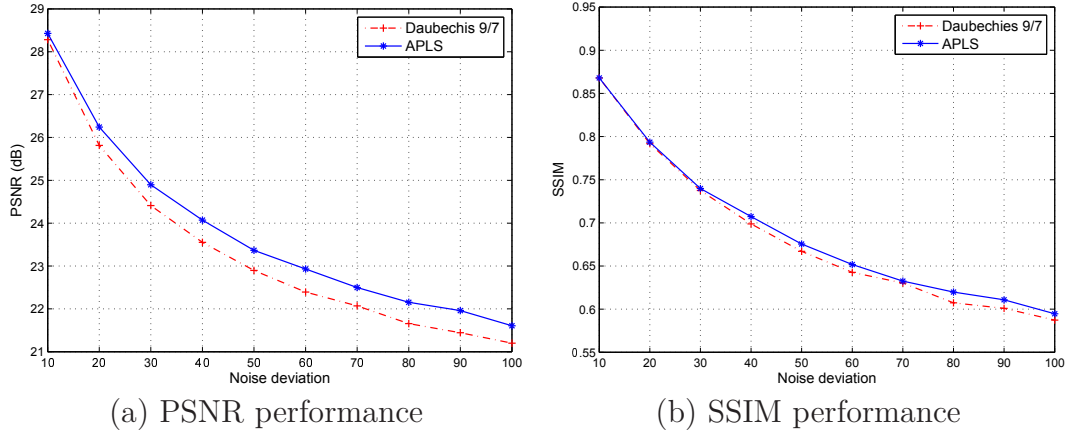 29
28
27
26
25
24
23
22
21
PSNR (dB)
10 20 30 40 50 60 70 80 90 100
Noise deviation
Daubechis 9/7
APLS
(a) PSNR performance
0.95
0.9
0.85
0.8
0.75
0.7
0.65
0.6
0.55
SSIM
10 20 30 40 50 60 70 80 90 100
Noise deviation
Daubechies 9/7
APLS
(b) SSIM performance